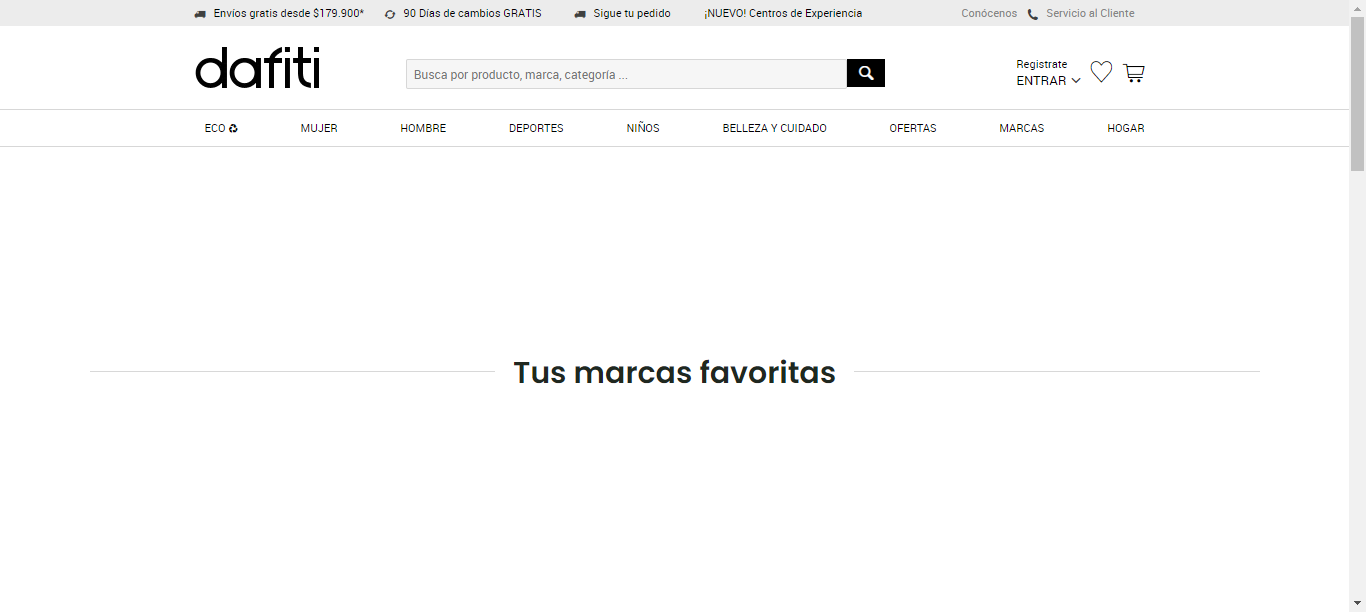 Envíos gratis desde $179.900*
90 Días de cambios GRATIS
Sigue tu pedido
¡NUEVO! Centros de Experiencia
Conócenos
Servicio al Cliente
dafiti
Busca por producto, marca, categoría ...
Registrate
ENTRAR
ECO
MUJER
HOMBRE
DEPORTES
NIÑOS
BELLEZA Y CUIDADO
OFERTAS
MARCAS
HOGAR
Tus marcas favoritas